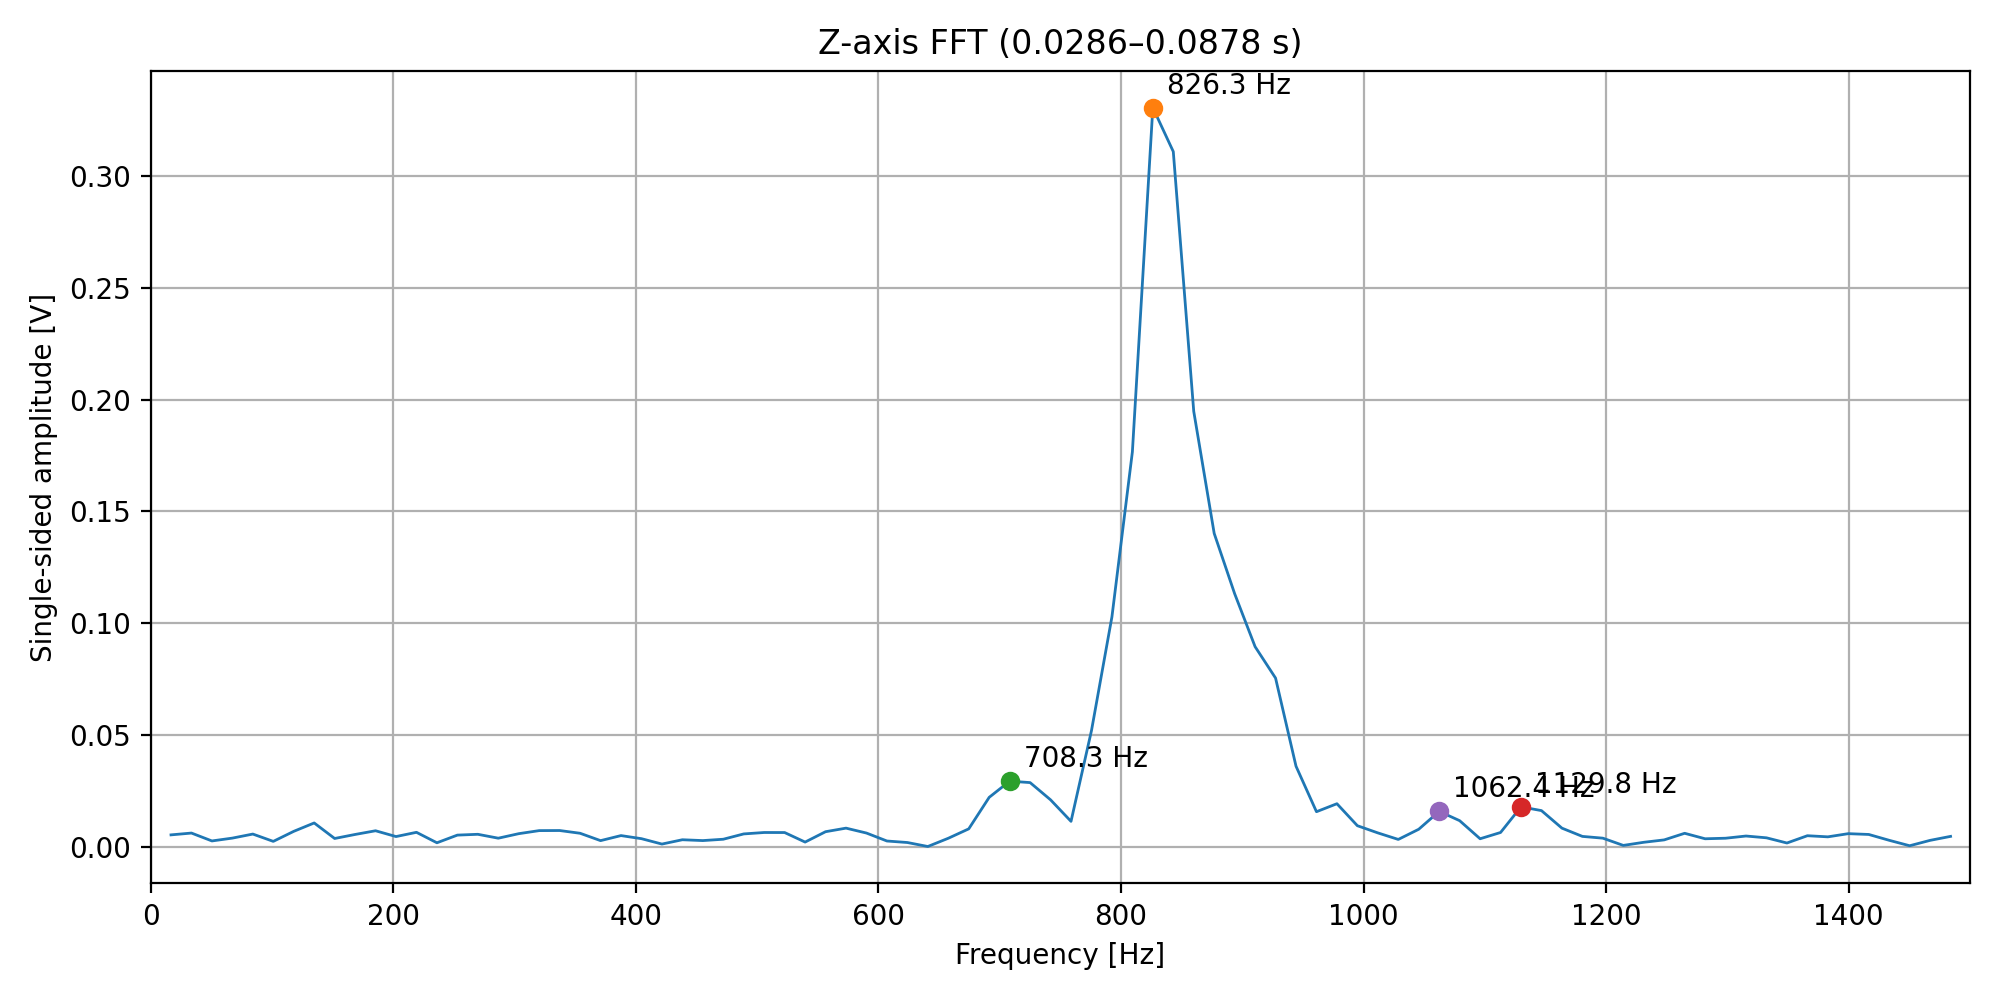 Z-axis FFT (0.0286–0.0878 s)
826.3 Hz
0.30
0.25
0.20
0.15
0.10
0.05
0.00
Single-sided amplitude [V]
708.3 Hz
1062.4 Hz
1129.8 Hz
0 200 400 600 800 1000 1200 1400
Frequency [Hz]